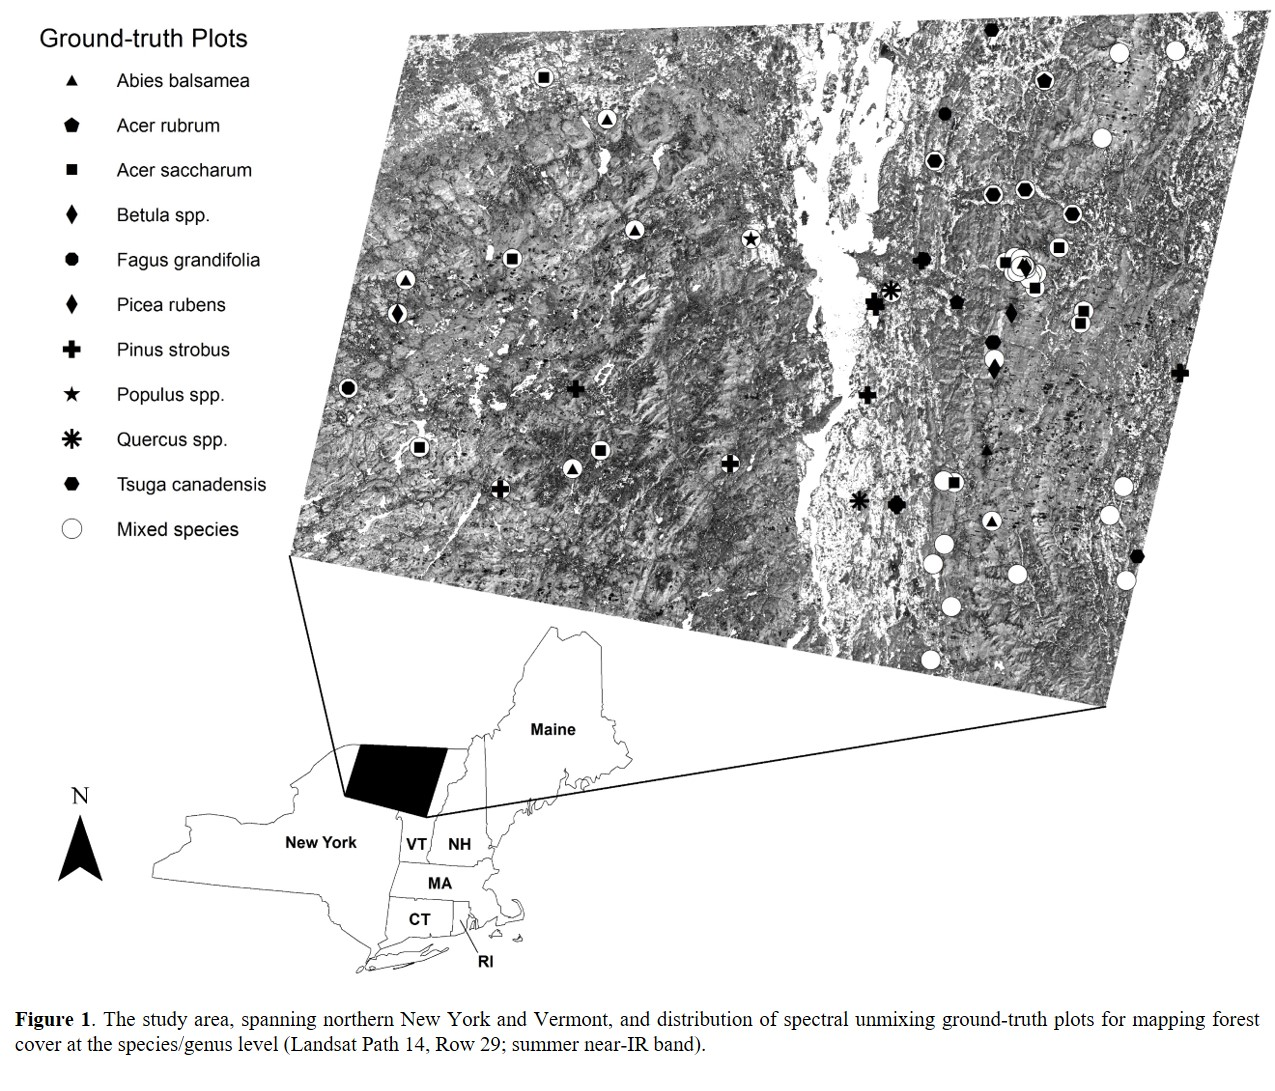 Ground-truth Plots
Abies balsamea
Acer rubrum
Acer saccharum
Betula spp.
Fagus grandifolia
Picea rubens
Pinus strobus
Populus spp.
Quercus spp.
Tsuga canadensis
Mixed species
Maine
N
New York
VT
NH
MA
CT
RI
Figure 1. The study area, spanning northern New York and Vermont, and distribution of spectral unmixing ground-truth plots for mapping forest
cover at the species/genus level (Landsat Path 14, Row 29; summer near-IR band).